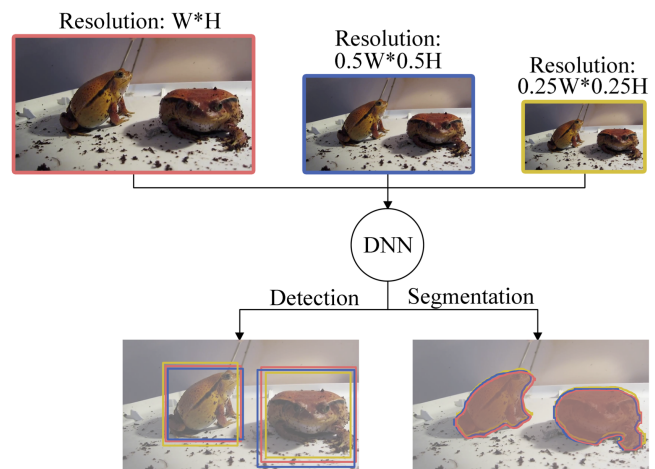 Resolution: W*H
Resolution:
0.5W*0.5H
Resolution:
0.25W*0.25H
DNN
Detection
Segmentation